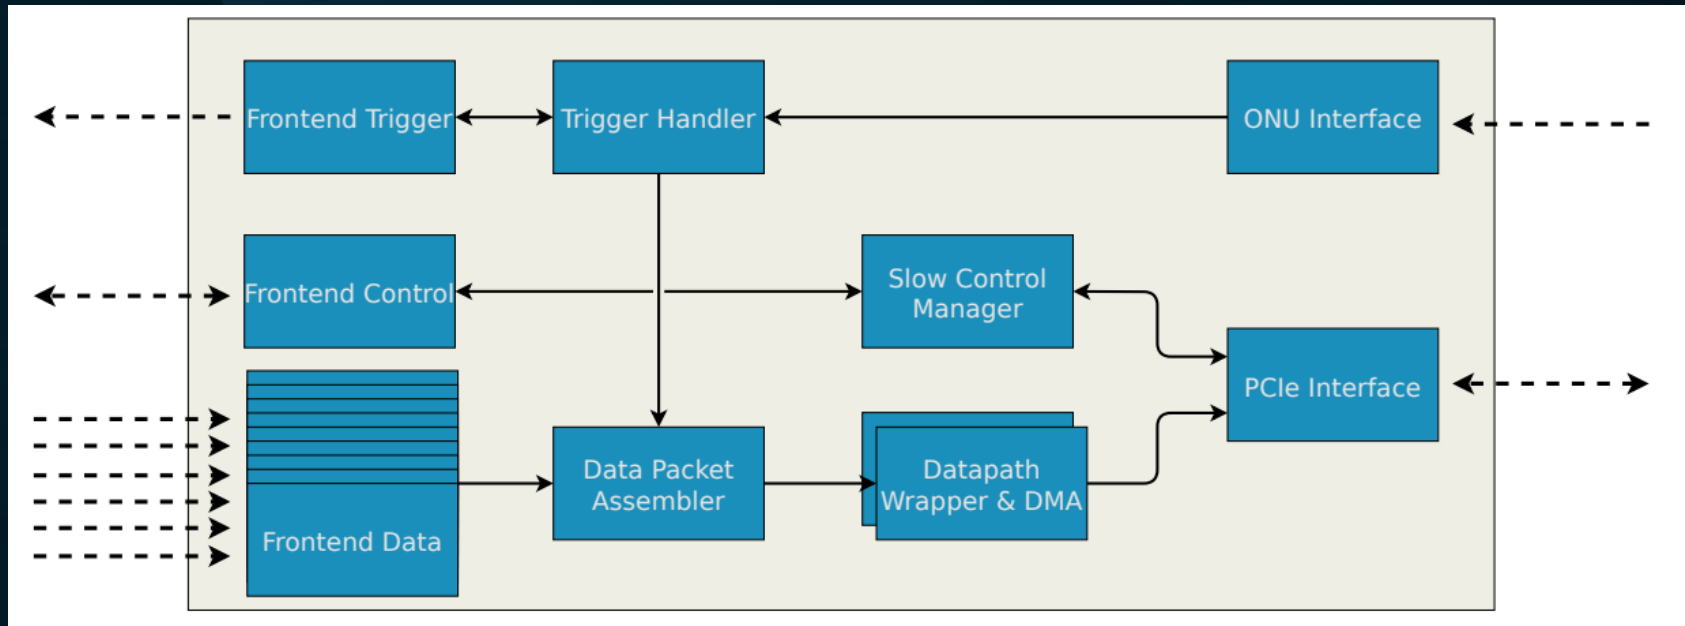 Frontend Trigger
Trigger Handler
ONU Interface
Frontend Control
Slow Control
Manager
PCIe Interface
Data Packet
Assembler
Datapath
Wrapper & DMA
Frontend Data